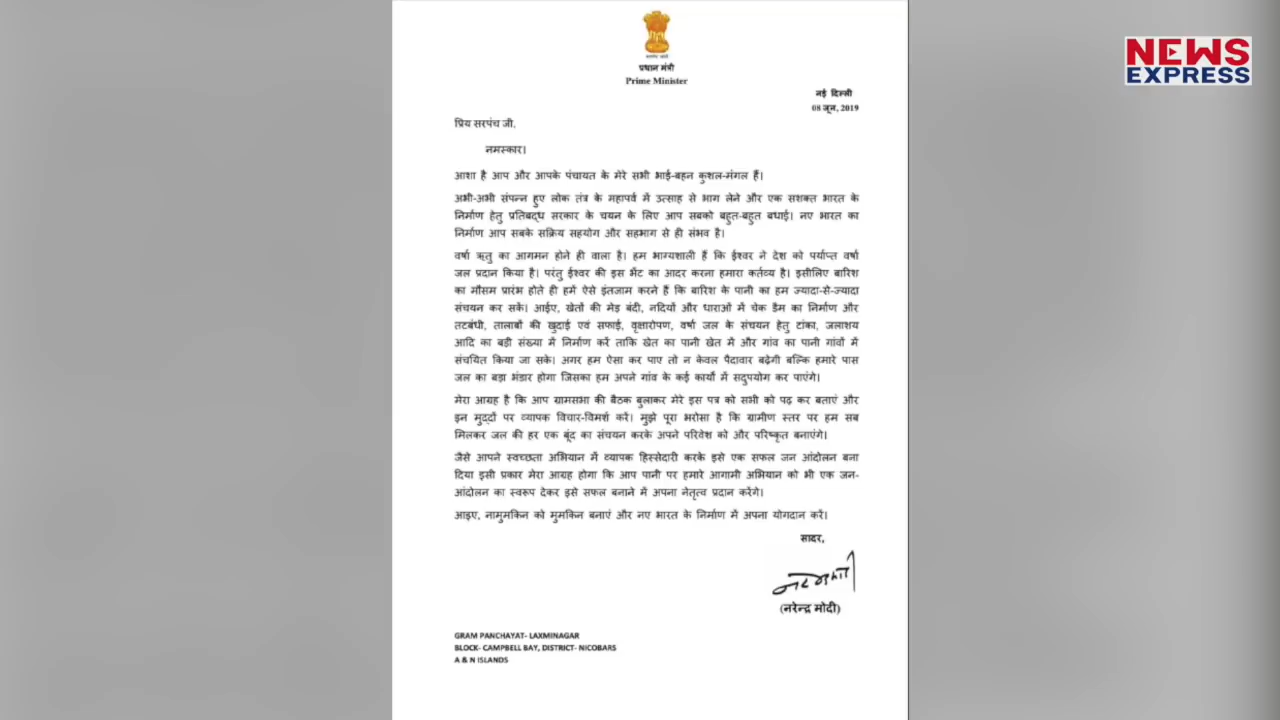 NEWS
EXPRESS
प्रधान मंत्री
Prime Minister
नई दिल्ली
08 जून, 2019
प्रिय सरपंच जी,
नमस्कार।
आशा है आप और आपके पंचायत के मेरे सभी भाई-बहन कुशल-मंगल हैं।
अभी-अभी संपन्न हुए लोक तंत्र के महापर्व में उत्साह से भाग लेने और एक सशक्त भारत के
निर्माण हेतु प्रतिबद्ध सरकार के चयन के लिए आप सबको बहुत-बहुत बधाई। नए भारत का
निर्माण आप सबके सक्रिय सहयोग और सहभाग से ही संभव है।
वर्षा ऋतु का आगमन होने ही वाला है। हम भाग्यशाली हैं कि ईश्वर ने देश को पर्याप्त वर्षा
जल प्रदान किया है। परंतु ईश्वर की इस भेंट का आदर करना हमारा कर्तव्य है। इसीलिए बारिश
का मौसम प्रारंभ होते ही हमें ऐसे इंतजाम करने हैं कि बारिश के पानी का हम ज्यादा-से-ज्यादा
संचयन कर सकें। आईए, खेतों की मेड़ बंदी, नदियों और धाराओं में चेक डैम का निर्माण और
तटबंधी, तालाबों की खुदाई एवं सफाई, वृक्षारोपण, वर्षा जल के संचयन हेतु टांका, जलाशय
आदि का बड़ी संख्या में निर्माण करें ताकि खेत का पानी खेत में और गांव का पानी गांवों में
संचयित किया जा सके। अगर हम ऐसा कर पाए तो न केवल पैदावार बढ़ेगी बल्कि हमारे पास
जल का बड़ा भंडार होगा जिसका हम अपने गांव के कई कार्यों में सदुपयोग कर पाएंगे।
मेरा आग्रह है कि आप ग्रामसभा की बैठक बुलाकर मेरे इस पत्र को सभी को पढ़ कर बताएं और
इन मुद्दों पर व्यापक विचार-विमर्श करें। मुझे पूरा भरोसा है कि ग्रामीण स्तर पर हम सब
मिलकर जल की हर एक बूंद का संचयन करके अपने परिवेश को और परिष्कृत बनाएंगे।
जैसे आपने स्वच्छता अभियान में व्यापक हिस्सेदारी करके इसे एक सफल जन आंदोलन बना
दिया इसी प्रकार मेरा आग्रह होगा कि आप पानी पर हमारे आगामी अभियान को भी एक जन-
आंदोलन का स्वरूप देकर इसे सफल बनाने में अपना नेतृत्व प्रदान करेंगे।
आइए, नामुमकिन को मुमकिन बनाएं और नए भारत के निर्माण में अपना योगदान करें।
सादर,
(नरेन्द्र मोदी)
GRAM PANCHAYAT- LAXMINAGAR
BLOCK- CAMPBELL BAY, DISTRICT- NICOBARS
A & N ISLANDS